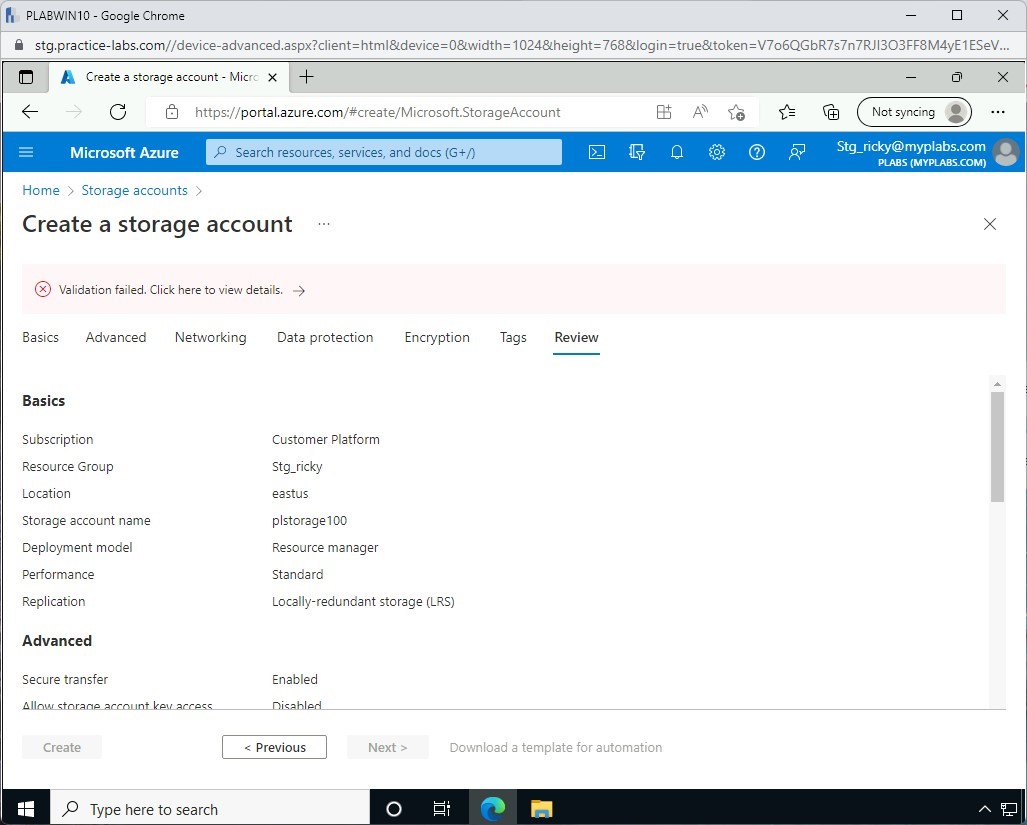 PLABWIN10 - Google Chrome
stg.practice-labs.com//device-advanced.aspx?client=html&device=0&width=1024&height=768&login=true&token=V7o6QGbR7s7n7RJI3O3FF8M4yE1ESeV...
Create a storage account - Micro
https://portal.azure.com/#create/Microsoft.StorageAccount
Not syncing
Microsoft Azure
Search resources, services, and docs (G+/)
Stg_ricky@myplabs.com
PLABS (MYPLABS.COM)
Home > Storage accounts >
Create a storage account ...
Validation failed. Click here to view details. →
Basics Advanced Networking Data protection Encryption Tags Review
Basics
Subscription Customer Platform
Resource Group Stg_ricky
Location eastus
Storage account name plstorage100
Deployment model Resource manager
Performance Standard
Replication Locally-redundant storage (LRS)
Advanced
Secure transfer Enabled
Allow storage account key access Disabled
Create < Previous Next > Download a template for automation
Type here to search